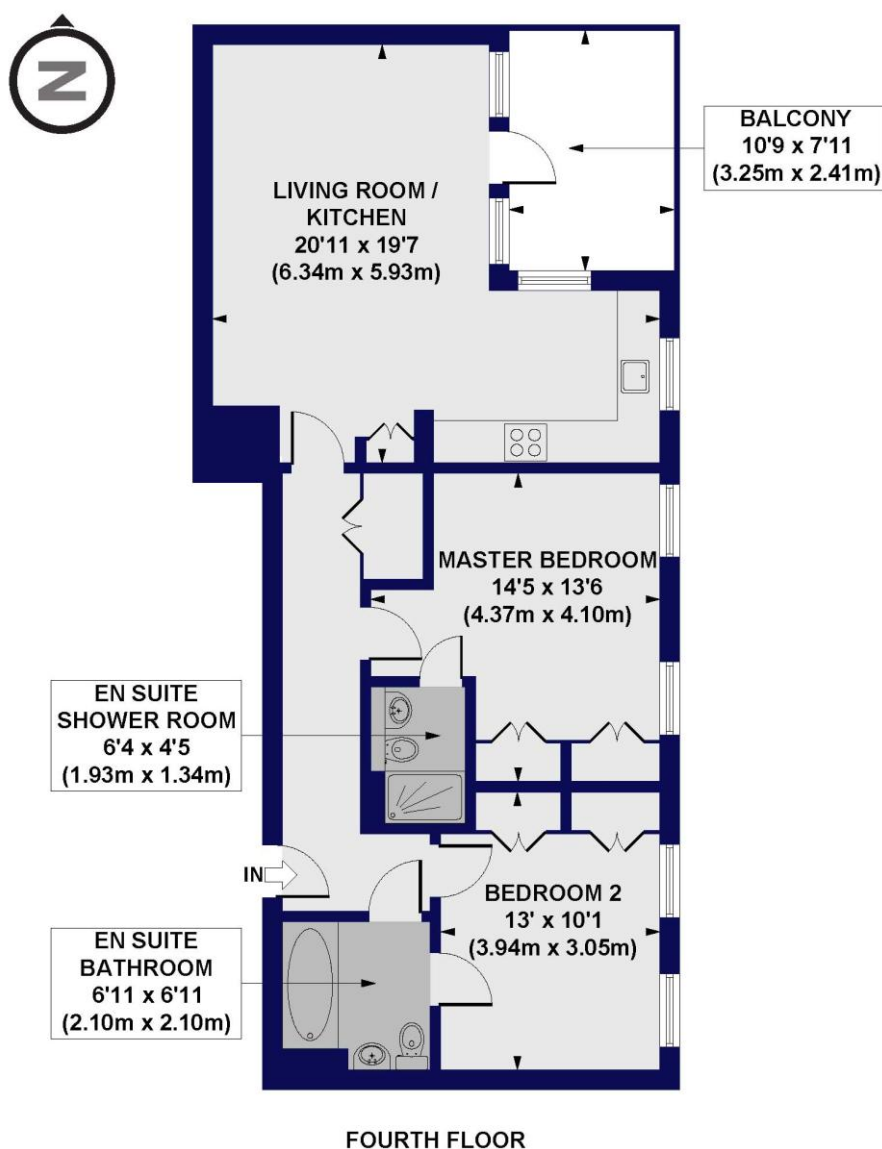 N
BALCONY
10'9 x 7'11
(3.25m x 2.41m)
LIVING ROOM /
KITCHEN
20'11 x 19'7
(6.34m x 5.93m)
MASTER BEDROOM
14'5 x 13'6
(4.37m x 4.10m)
EN SUITE
SHOWER ROOM
6'4 x 4'5
(1.93m x 1.34m)
IN
BEDROOM 2
13' x 10'1
(3.94m x 3.05m)
EN SUITE
BATHROOM
6'11 x 6'11
(2.10m x 2.10m)
FOURTH FLOOR